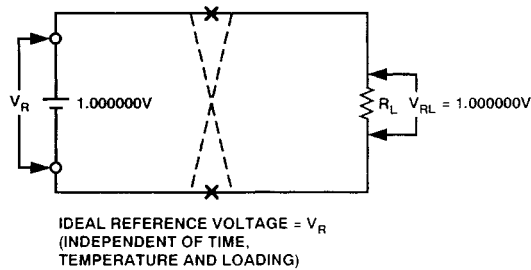 V_R
1.000000V
R_L
V_RL = 1.000000V
IDEAL REFERENCE VOLTAGE = V_R
(INDEPENDENT OF TIME,
TEMPERATURE AND LOADING)